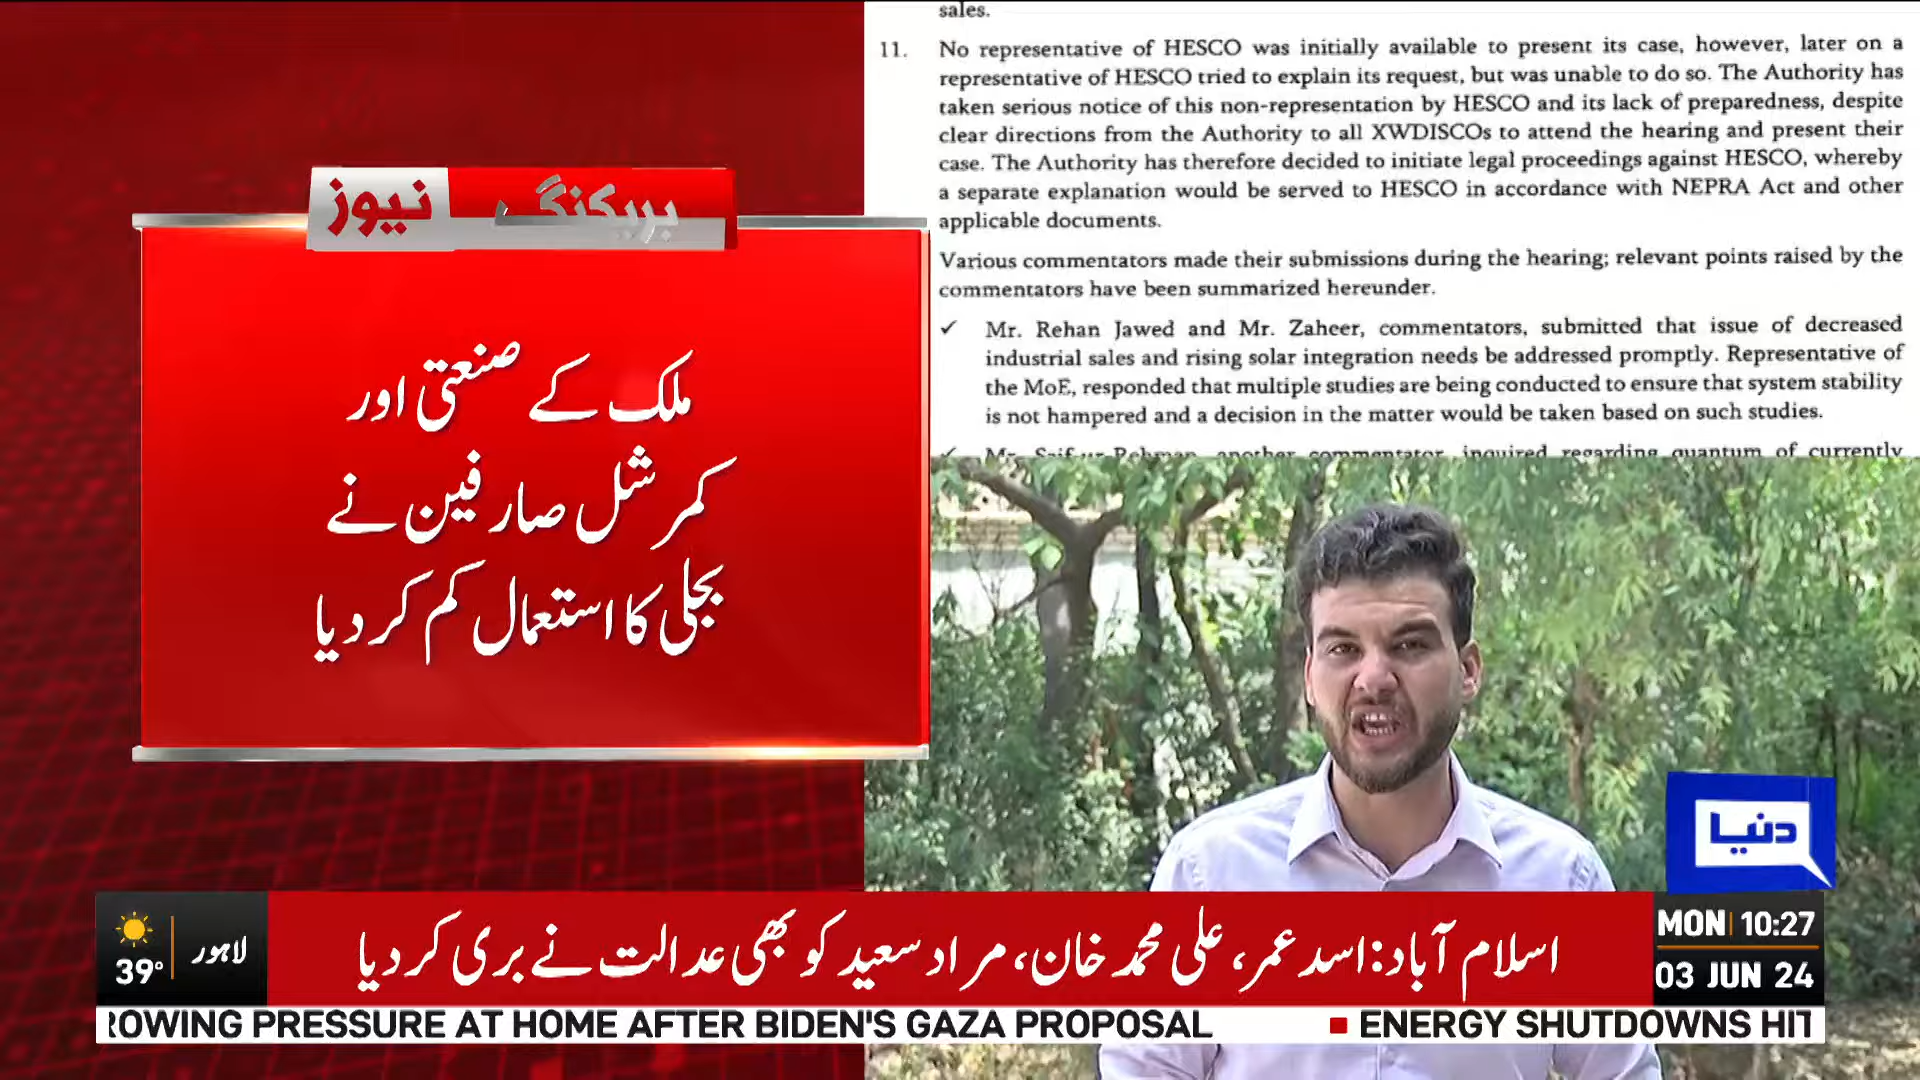 sales.
11. No representative of HESCO was initially available to present its case, however, later on a
representative of HESCO tried to explain its request, but was unable to do so. The Authority has
taken serious notice of this non-representation by HESCO and its lack of preparedness, despite
clear directions from the Authority to all XWDISCOs to attend the hearing and present their
case. The Authority has therefore decided to initiate legal proceedings against HESCO, whereby
a separate explanation would be served to HESCO in accordance with NEPRA Act and other
applicable documents.
Various commentators made their submissions during the hearing; relevant points raised by the
commentators have been summarized hereunder.
✓ Mr. Rehan Jawed and Mr. Zaheer, commentators, submitted that issue of decreased
industrial sales and rising solar integration needs be addressed promptly. Representative of
the MoE, responded that multiple studies are being conducted to ensure that system stability
is not hampered and a decision in the matter would be taken based on such studies.
✓ Mr. Saif ur Rehman, another commentator, inquired regarding quantum of currently
بریکنگ نیوز
ملک کے صنعتی اور
کمرشل صارفین نے
بجلی کا استعمال کم کر دیا
دنیا
لاہور
39°
اسلام آباد: اسد عمر، علی محمد خان، مراد سعید کو بھی عدالت نے بری کر دیا
MON 10:27
03 JUN 24
ROWING PRESSURE AT HOME AFTER BIDEN'S GAZA PROPOSAL ■ ENERGY SHUTDOWNS HIT